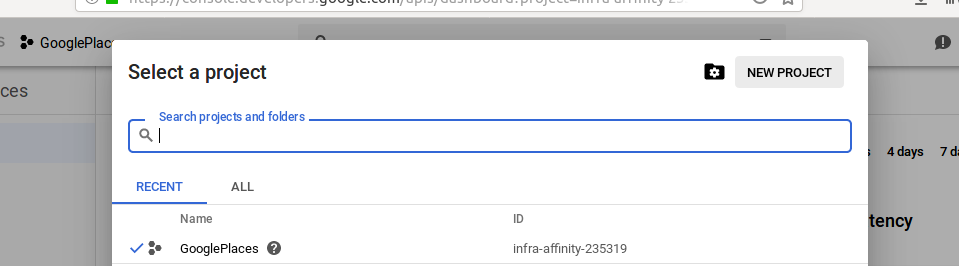 https://console.developers.google.com/apis/dashboard?project=infra-affinity-23
GooglePlac
ces
Select a project
NEW PROJECT
Search projects and folders
4 days 7 da
RECENT ALL
tency
Name ID
GooglePlaces infra-affinity-235319